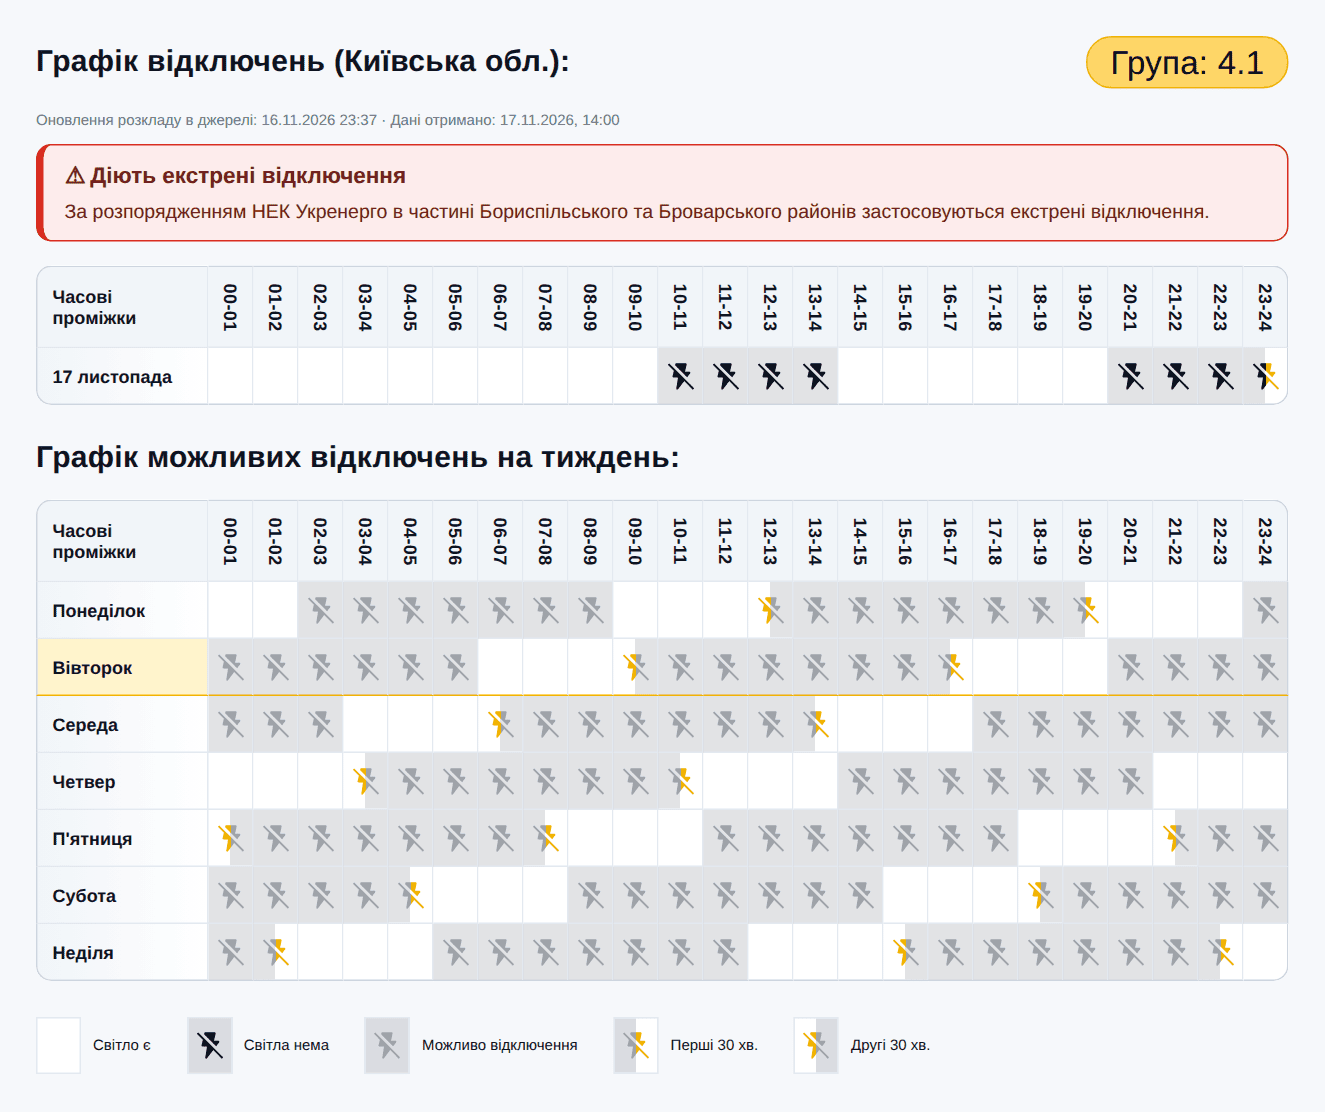 Графік відключень (Київська обл.):
Група: 4.1
Оновлення розкладу в джерелі: 16.11.2026 23:37 · Дані отримано: 17.11.2026, 14:00
⚠ Діють екстрені відключення
За розпорядженням НЕК Укренерго в частині Бориспільського та Броварського районів застосовуються екстрені відключення.
Часові
проміжки
00-01 01-02 02-03 03-04 04-05 05-06 06-07 07-08 08-09 09-10 10-11 11-12 12-13 13-14 14-15 15-16 16-17 17-18 18-19 19-20 20-21 21-22 22-23 23-24
17 листопада
Графік можливих відключень на тиждень:
Часові
проміжки
00-01 01-02 02-03 03-04 04-05 05-06 06-07 07-08 08-09 09-10 10-11 11-12 12-13 13-14 14-15 15-16 16-17 17-18 18-19 19-20 20-21 21-22 22-23 23-24
Понеділок
Вівторок
Середа
Четвер
П'ятниця
Субота
Неділя
Світло є
Світла нема
Можливо відключення
Перші 30 хв.
Другі 30 хв.